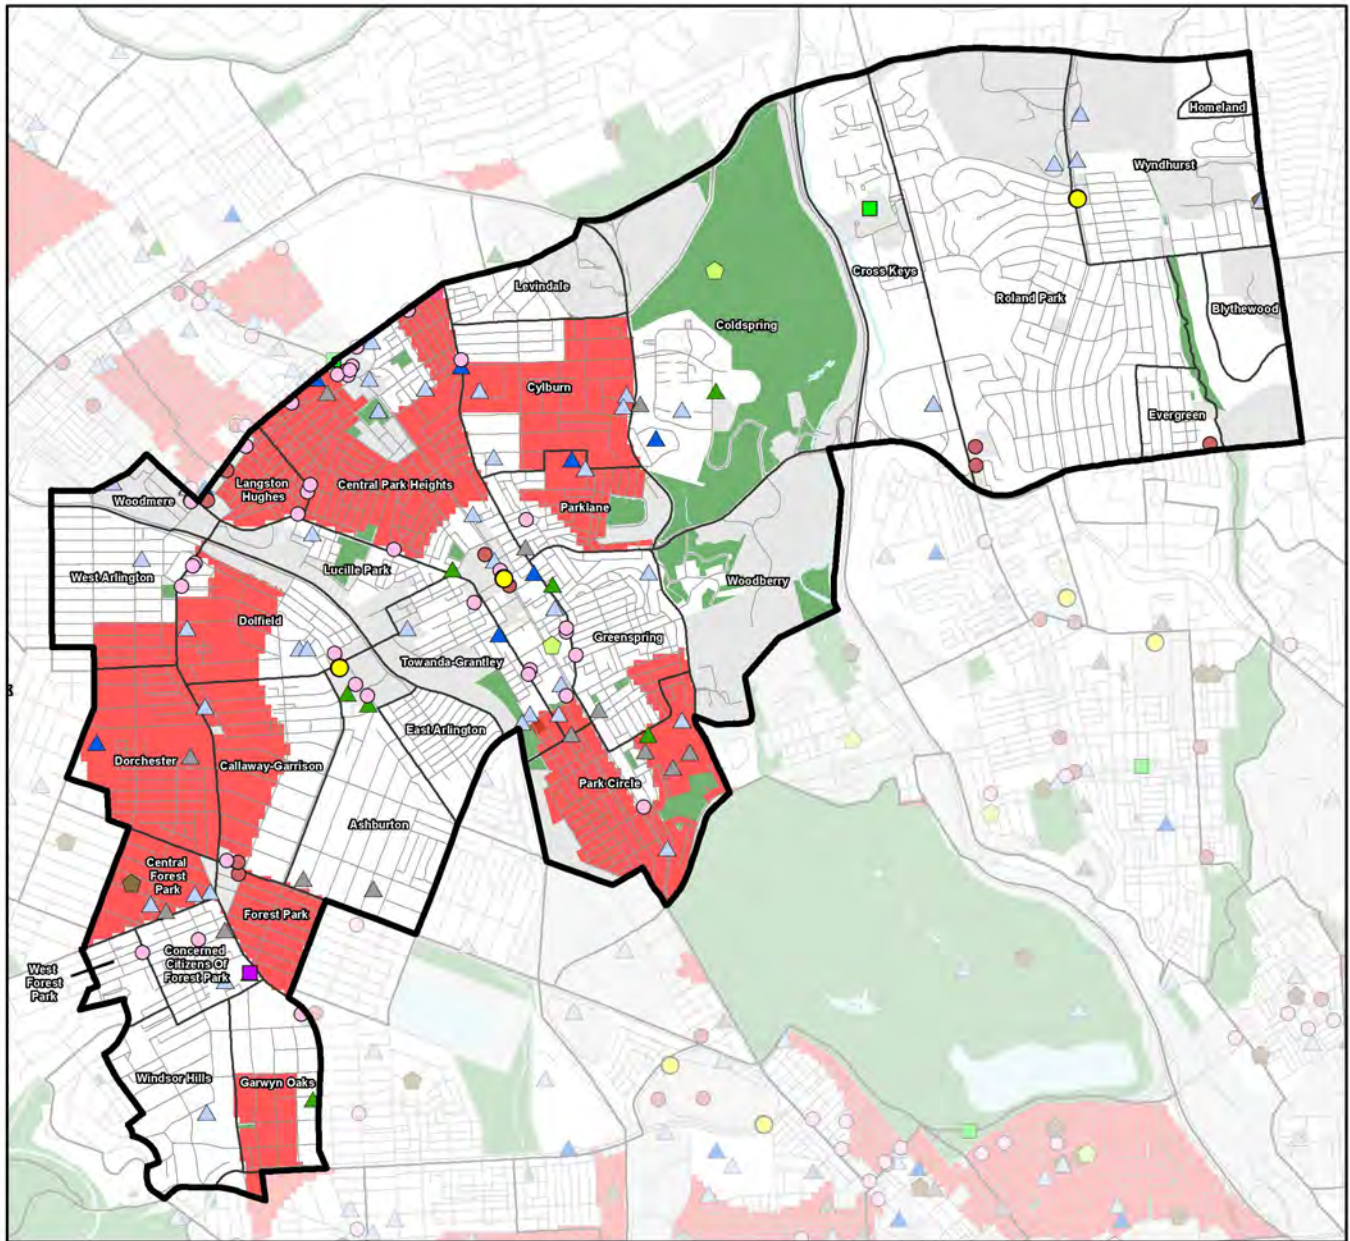 Homeland
Wyndhurst
Cross Keys
Levindale
Roland Park
Blythewood
Coldspring
Cylburn
Evergreen
Langston
Hughes
Central Park Heights
Woodmere
Parklane
Lucille Park
West Arlington
Woodberry
Dolfield
Greenspring
Towanda-Grantley
East Arlington
Dorchester
Callaway-Garrison
Park Circle
Ashburton
Central
Forest
Park
Forest Park
Concerned
Citizens Of
Forest Park
West
Forest
Park
Windsor Hills
Garwyn Oaks